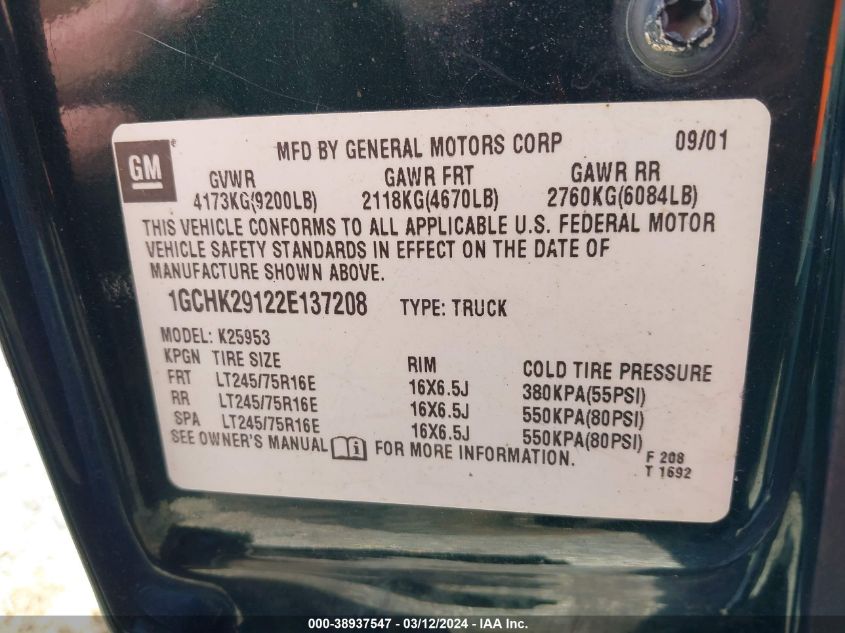 MFD BY GENERAL MOTORS CORP 09/01
GM
GVWR GAWR FRT GAWR RR
4173KG(9200LB) 2118KG(4670LB) 2760KG(6084LB)
THIS VEHICLE CONFORMS TO ALL APPLICABLE U.S. FEDERAL MOTOR
VEHICLE SAFETY STANDARDS IN EFFECT ON THE DATE OF
MANUFACTURE SHOWN ABOVE.
1GCHK29122E137208 TYPE: TRUCK
MODEL: K25953
KPGN TIRE SIZE RIM COLD TIRE PRESSURE
FRT LT245/75R16E 16X6.5J 380KPA(55PSI)
RR LT245/75R16E 16X6.5J 550KPA(80PSI)
SPA LT245/75R16E 16X6.5J 550KPA(80PSI)
SEE OWNER'S MANUAL i FOR MORE INFORMATION.
F 208
T 1692
000-38937547 - 03/12/2024 - IAA Inc.